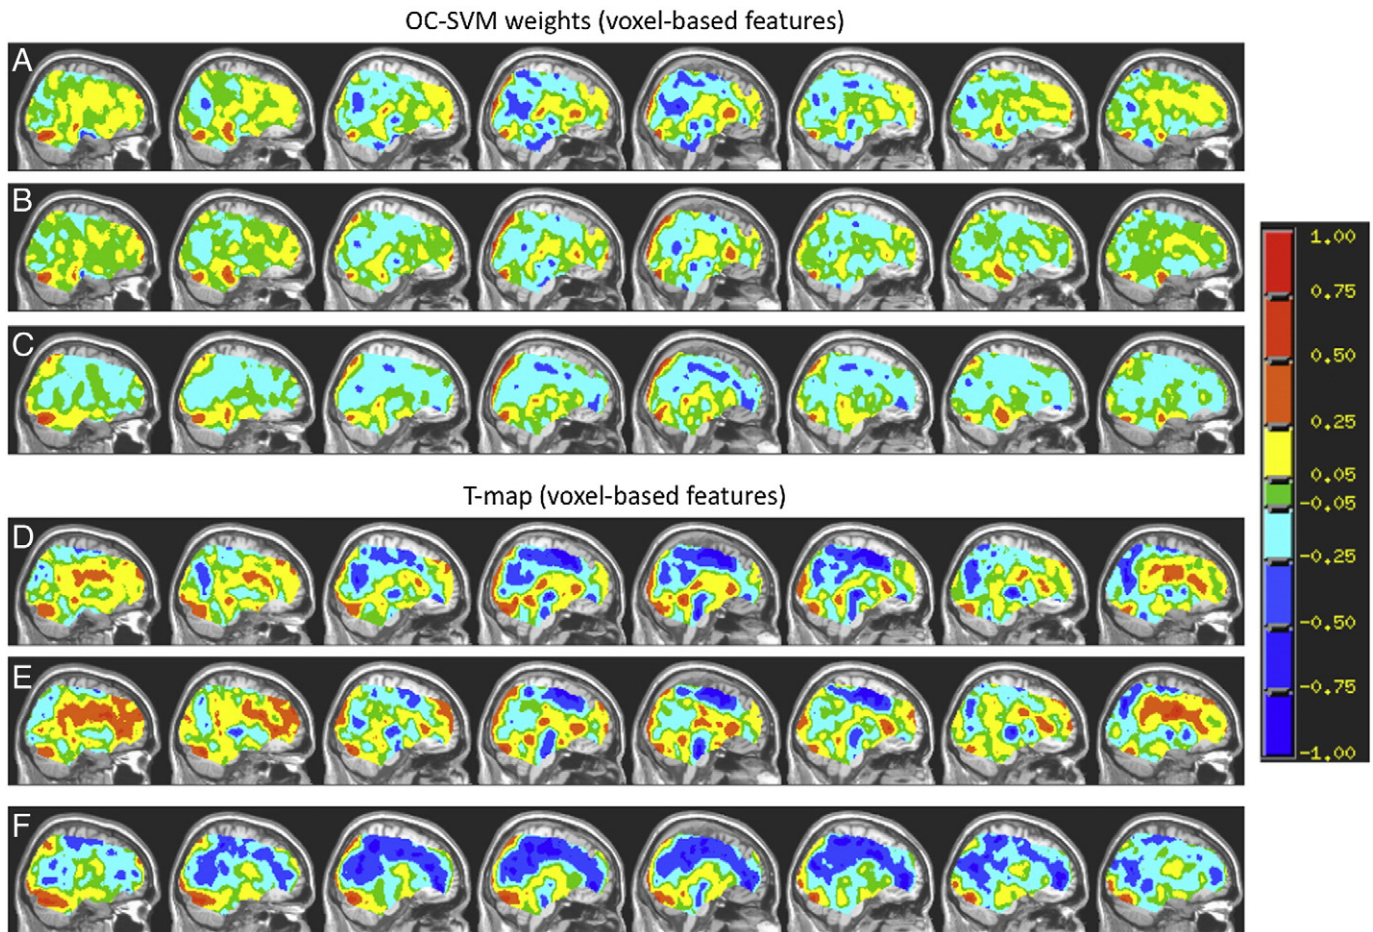 OC-SVM weights (voxel-based features)
A
B
C
T-map (voxel-based features)
D
E
F
1.00
0.75
0.50
0.25
0.05
-0.05
-0.25
-0.50
-0.75
-1.00